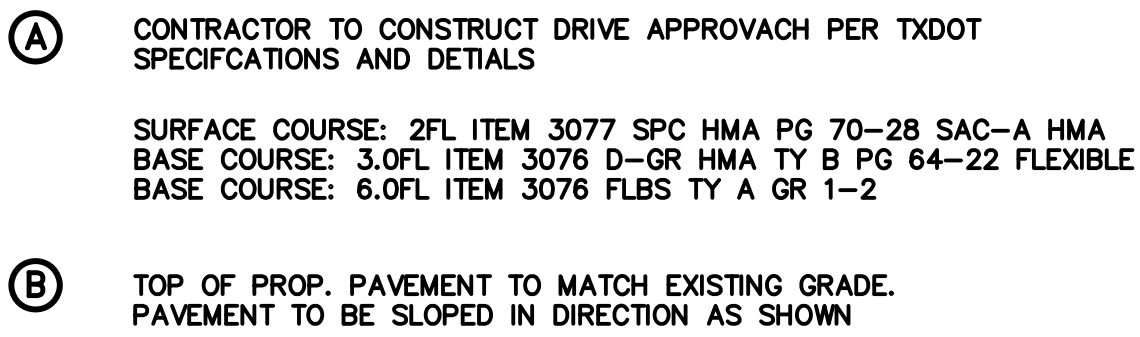 A CONTRACTOR TO CONSTRUCT DRIVE APPROVACH PER TXDOT
SPECIFCATIONS AND DETIALS
SURFACE COURSE: 2FL ITEM 3077 SPC HMA PG 70-28 SAC-A HMA
BASE COURSE: 3.0FL ITEM 3076 D-GR HMA TY B PG 64-22 FLEXIBLE
BASE COURSE: 6.0FL ITEM 3076 FLBS TY A GR 1-2
B TOP OF PROP. PAVEMENT TO MATCH EXISTING GRADE.
PAVEMENT TO BE SLOPED IN DIRECTION AS SHOWN